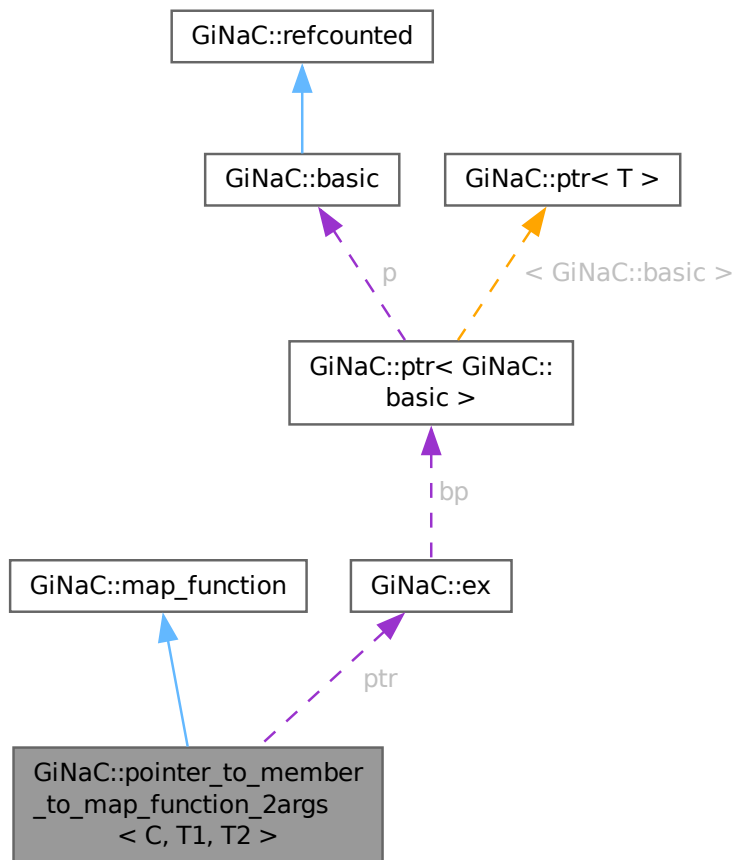 GiNaC::refcounted
GiNaC::basic
GiNaC::ptr< T >
p
< GiNaC::basic >
GiNaC::ptr< GiNaC::
basic >
bp
GiNaC::map_function
GiNaC::ex
ptr
GiNaC::pointer_to_member
_to_map_function_2args
< C, T1, T2 >